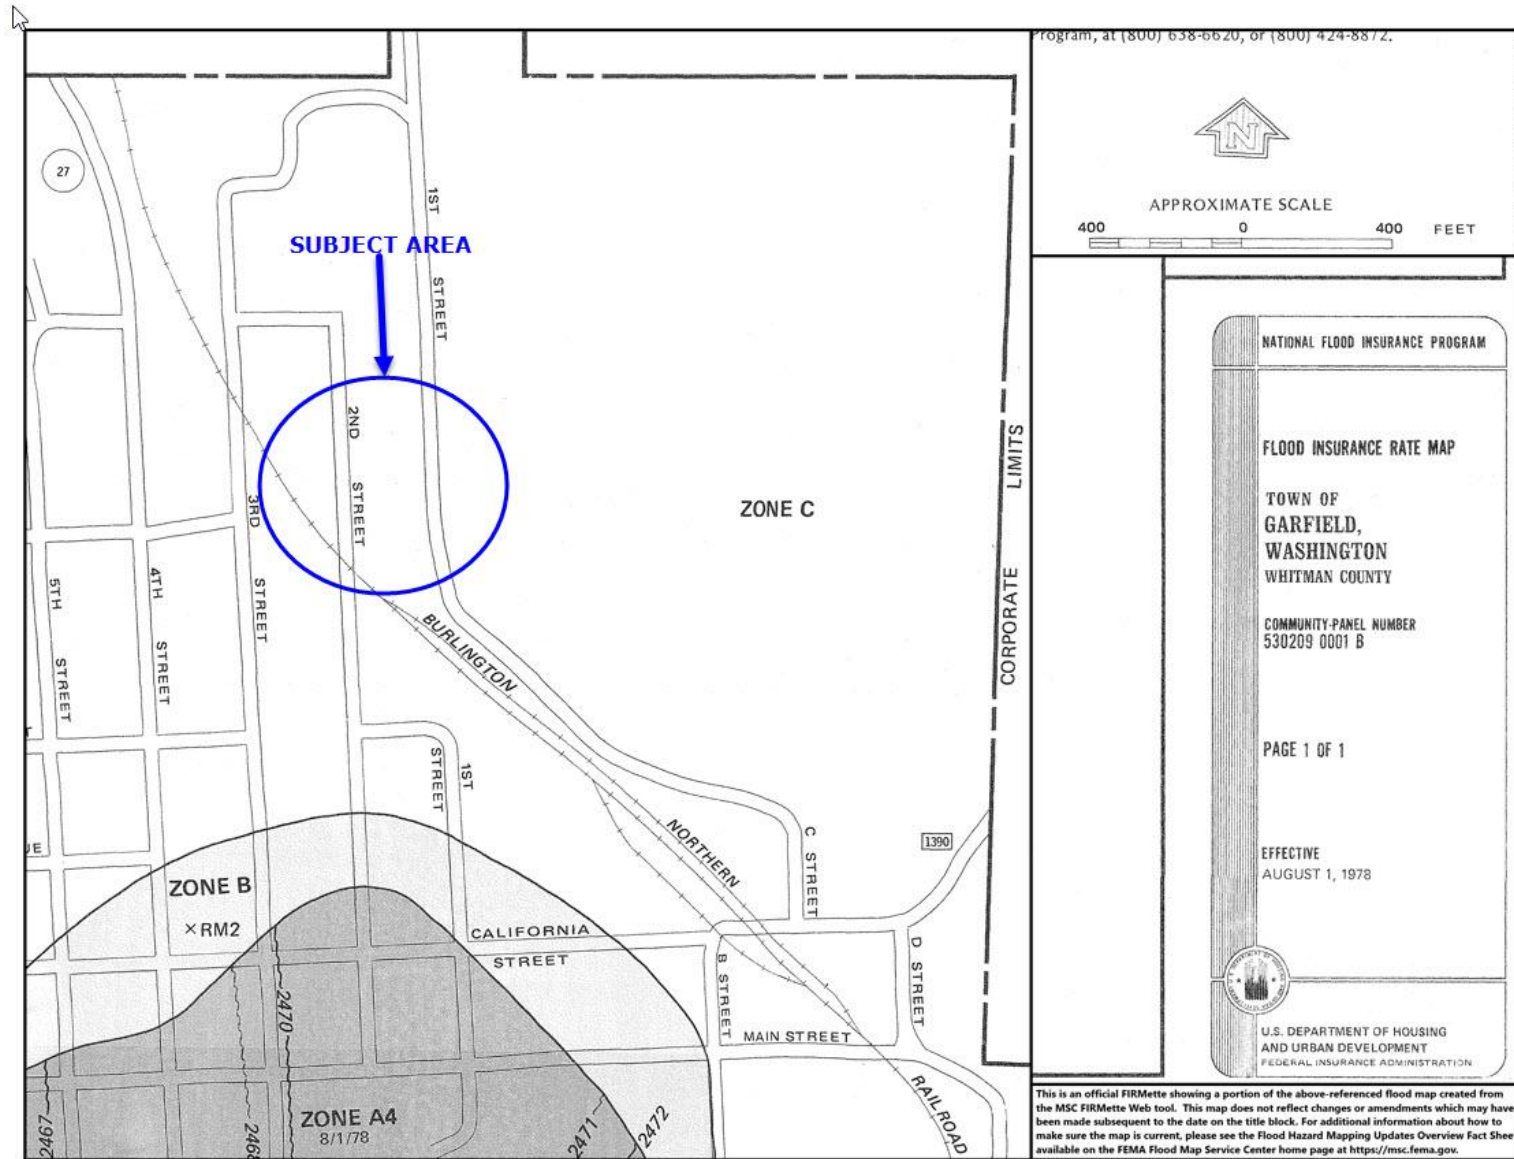 Program, at (800) 638-6620, or (800) 424-8872.
N
APPROXIMATE SCALE
400 0 400 FEET
27
1ST
STREET
SUBJECT AREA
2ND
STREET
3RD
STREET
4TH
STREET
5TH
STREET
ZONE C
CORPORATE LIMITS
BURLINGTON
NORTHERN
RAILROAD
1ST
STREET
C STREET
1390
ZONE B
×RM2
CALIFORNIA
STREET
B STREET
D STREET
MAIN STREET
2467
2468
2470
2471
2472
ZONE A4
8/1/78
NATIONAL FLOOD INSURANCE PROGRAM
FLOOD INSURANCE RATE MAP
TOWN OF
GARFIELD,
WASHINGTON
WHITMAN COUNTY
COMMUNITY-PANEL NUMBER
530209 0001 B
PAGE 1 OF 1
EFFECTIVE
AUGUST 1, 1978
U.S. DEPARTMENT OF HOUSING
AND URBAN DEVELOPMENT
FEDERAL INSURANCE ADMINISTRATION
This is an official FIRMette showing a portion of the above-referenced flood map created from
the MSC FIRMette Web tool. This map does not reflect changes or amendments which may have
been made subsequent to the date on the title block. For additional information about how to
make sure the map is current, please see the Flood Hazard Mapping Updates Overview Fact Sheet
available on the FEMA Flood Map Service Center home page at https://msc.fema.gov.